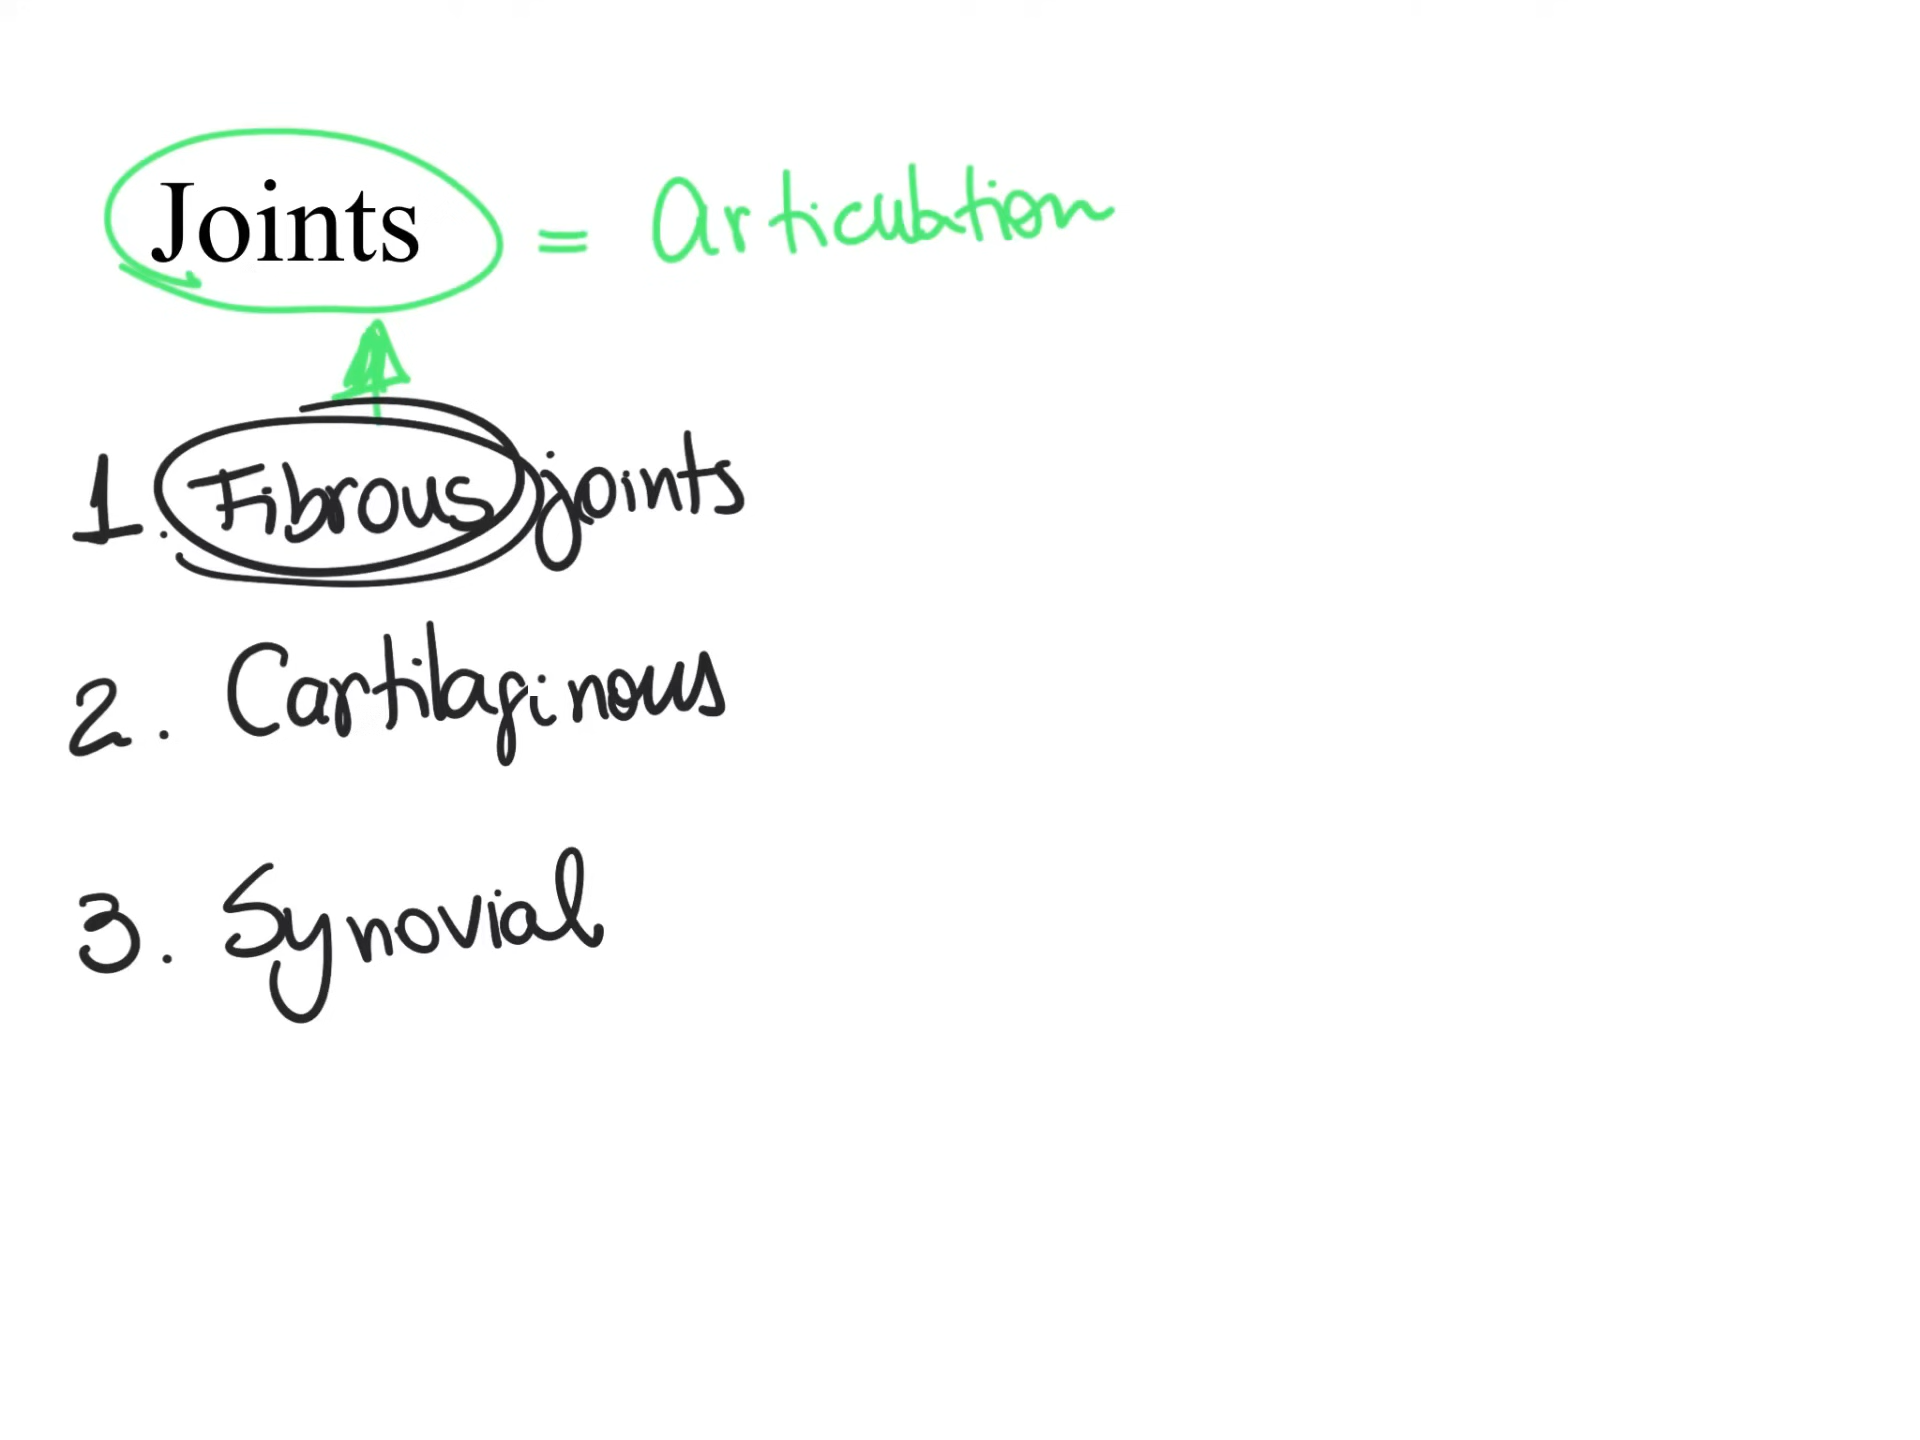 Joints = Articulation
1. Fibrous joints
2. Cartilaginous
3. Synovial